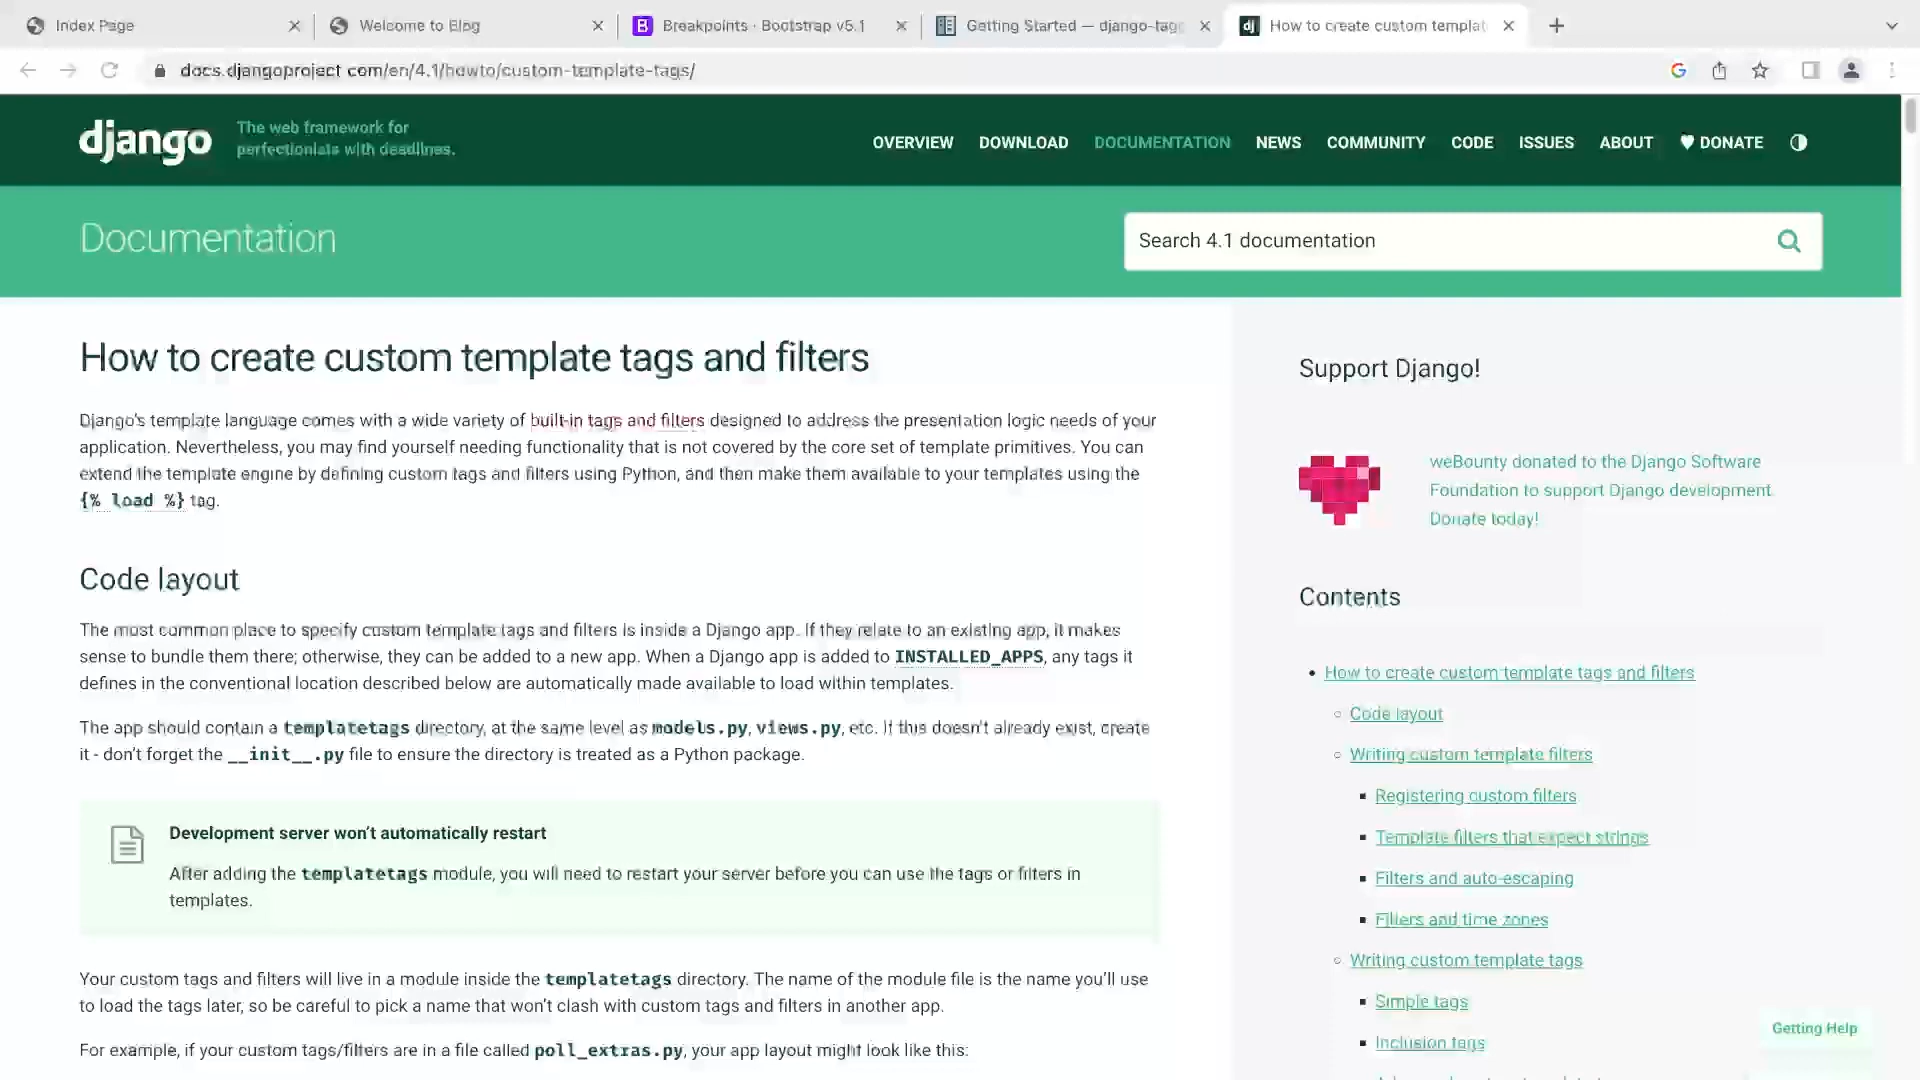 Index Page
Welcome to Blog
Breakpoints · Bootstrap v5.1
Getting Started — django-tagg
How to create custom templat
docs.djangoproject.com/en/4.1/howto/custom-template-tags/
django
The web framework for
perfectionists with deadlines.
OVERVIEW DOWNLOAD DOCUMENTATION NEWS COMMUNITY CODE ISSUES ABOUT DONATE
Documentation
Search 4.1 documentation
How to create custom template tags and filters
Django’s template language comes with a wide variety of built-in tags and filters designed to address the presentation logic needs of your
application. Nevertheless, you may find yourself needing functionality that is not covered by the core set of template primitives. You can
extend the template engine by defining custom tags and filters using Python, and then make them available to your templates using the
{% load %} tag.
Code layout
The most common place to specify custom template tags and filters is inside a Django app. If they relate to an existing app, it makes
sense to bundle them there; otherwise, they can be added to a new app. When a Django app is added to INSTALLED_APPS, any tags it
defines in the conventional location described below are automatically made available to load within templates.
The app should contain a templatetags directory, at the same level as models.py, views.py, etc. If this doesn’t already exist, create
it - don’t forget the __init__.py file to ensure the directory is treated as a Python package.
Development server won’t automatically restart
After adding the templatetags module, you will need to restart your server before you can use the tags or filters in
templates.
Your custom tags and filters will live in a module inside the templatetags directory. The name of the module file is the name you’ll use
to load the tags later, so be careful to pick a name that won’t clash with custom tags and filters in another app.
For example, if your custom tags/filters are in a file called poll_extras.py, your app layout might look like this:
Support Django!
weBounty donated to the Django Software
Foundation to support Django development.
Donate today!
Contents
How to create custom template tags and filters
Code layout
Writing custom template filters
Registering custom filters
Template filters that expect strings
Filters and auto-escaping
Filters and time zones
Writing custom template tags
Simple tags
Inclusion tags
Getting Help